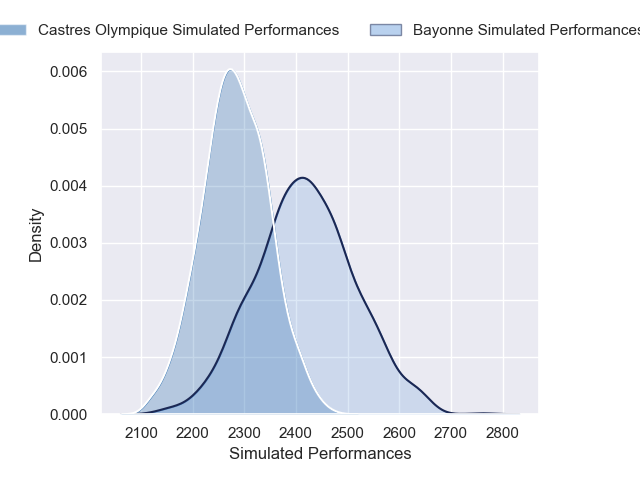 Castres Olympique Simulated Performances Bayonne Simulated Performances
0.006
0.005
0.004
0.003
0.002
0.001
0.000
Density
2100 2200 2300 2400 2500 2600 2700 2800
Simulated Performances